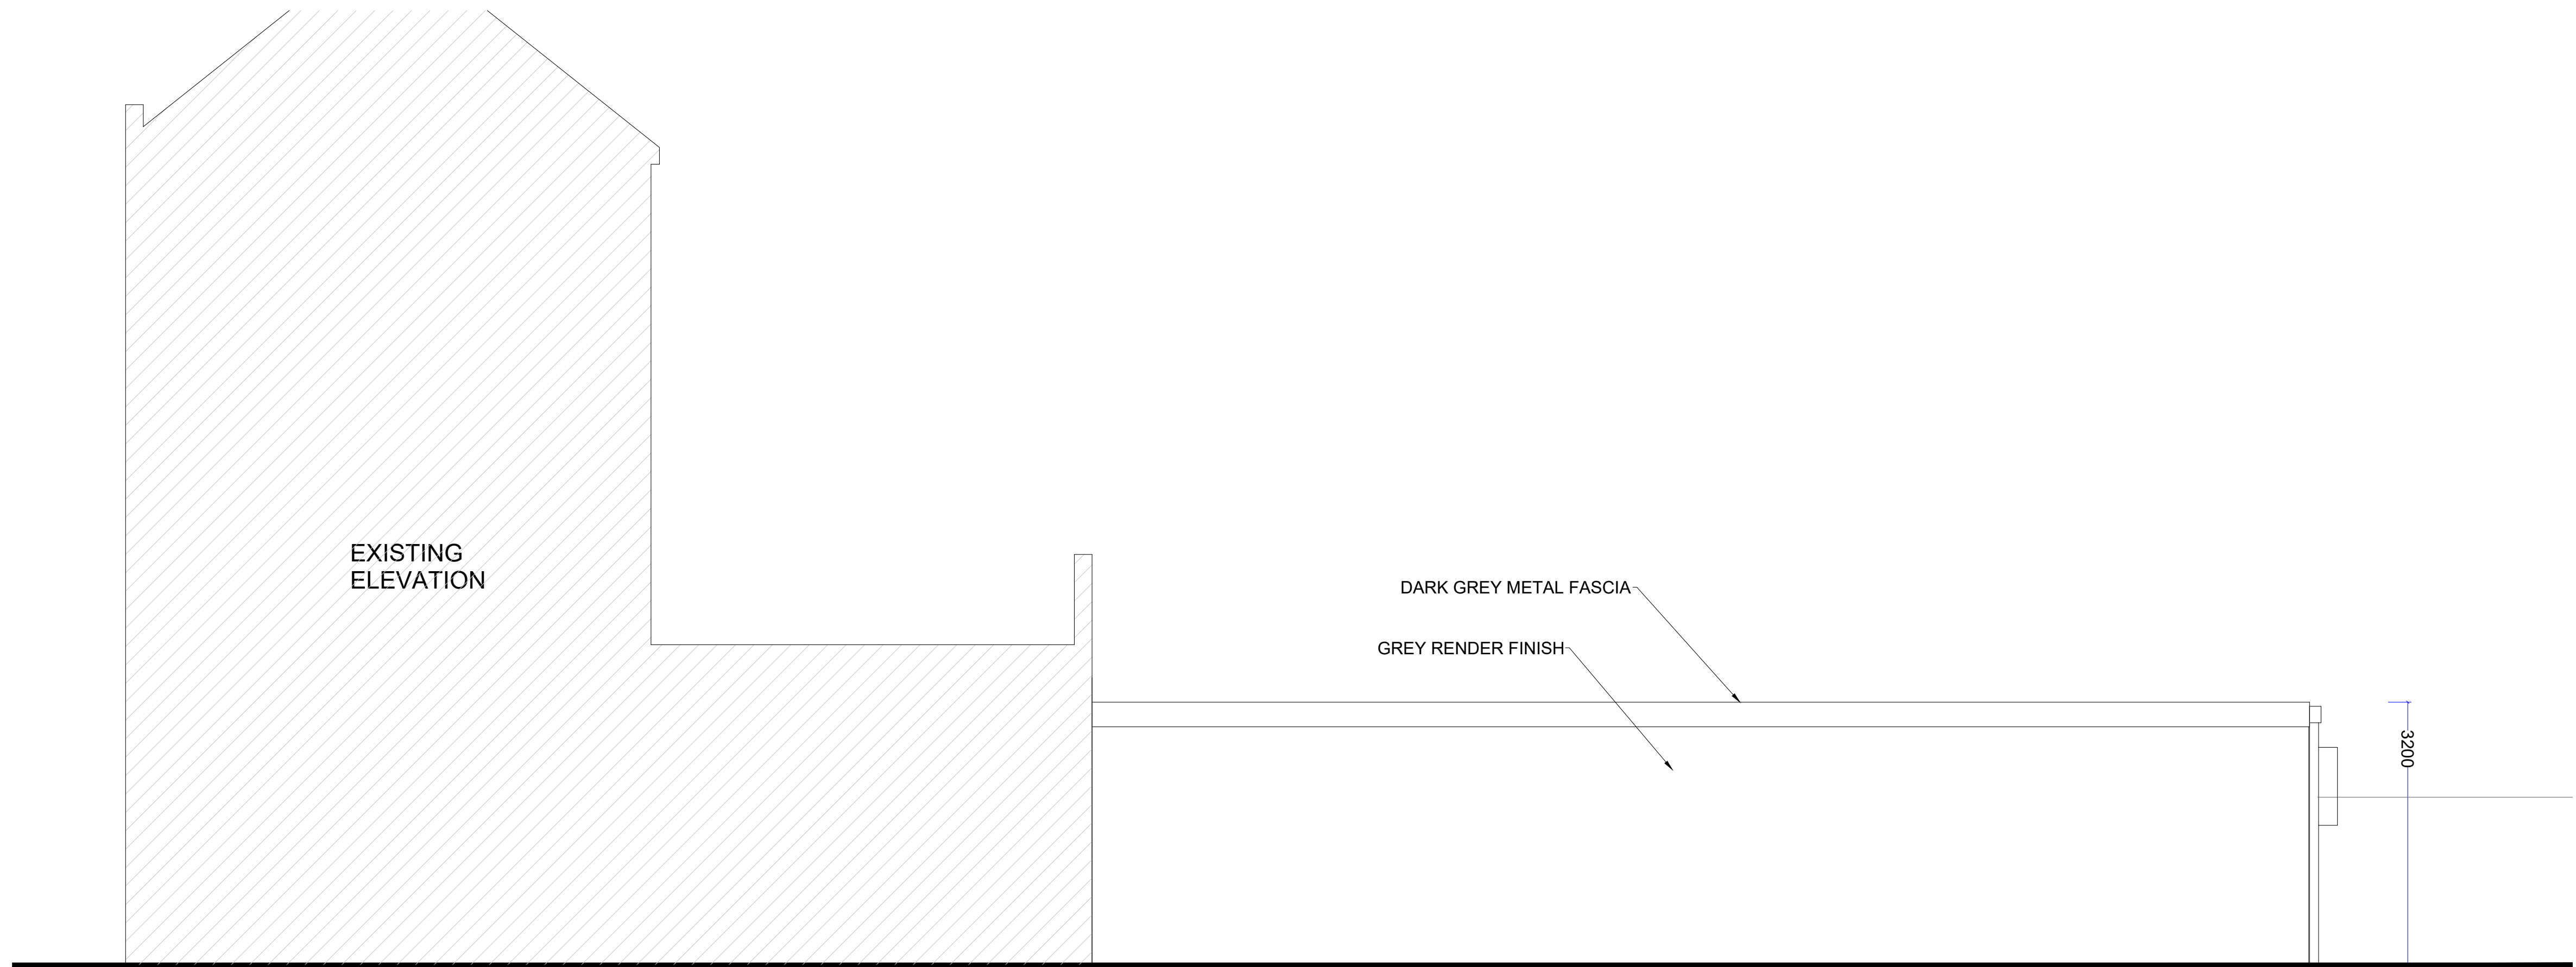 EXISTING
ELEVATION
DARK GREY METAL FASCIA
GREY RENDER FINISH
3200